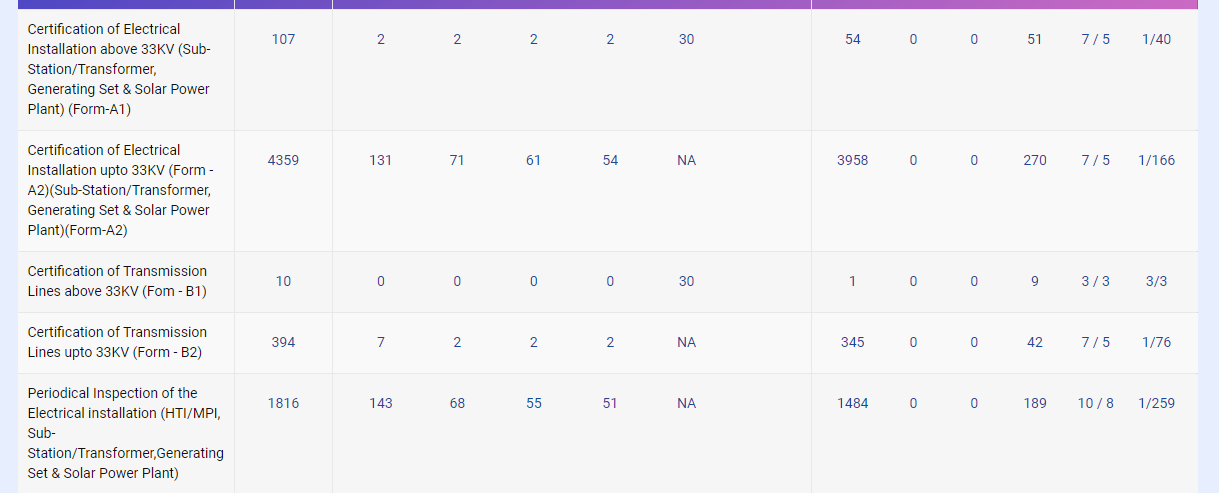 Certification of Electrical
Installation above 33KV (Sub-
Station/Transformer,
Generating Set & Solar Power
Plant) (Form-A1)
107 2 2 2 2 30 54 0 0 51 7 / 5 1/40
Certification of Electrical
Installation upto 33KV (Form -
A2)(Sub-Station/Transformer,
Generating Set & Solar Power
Plant)(Form-A2)
4359 131 71 61 54 NA 3958 0 0 270 7 / 5 1/166
Certification of Transmission
Lines above 33KV (Fom - B1)
10 0 0 0 0 30 1 0 0 9 3 / 3 3/3
Certification of Transmission
Lines upto 33KV (Form - B2)
394 7 2 2 2 NA 345 0 0 42 7 / 5 1/76
Periodical Inspection of the
Electrical installation (HTI/MPI,
Sub-
Station/Transformer,Generating
Set & Solar Power Plant)
1816 143 68 55 51 NA 1484 0 0 189 10 / 8 1/259